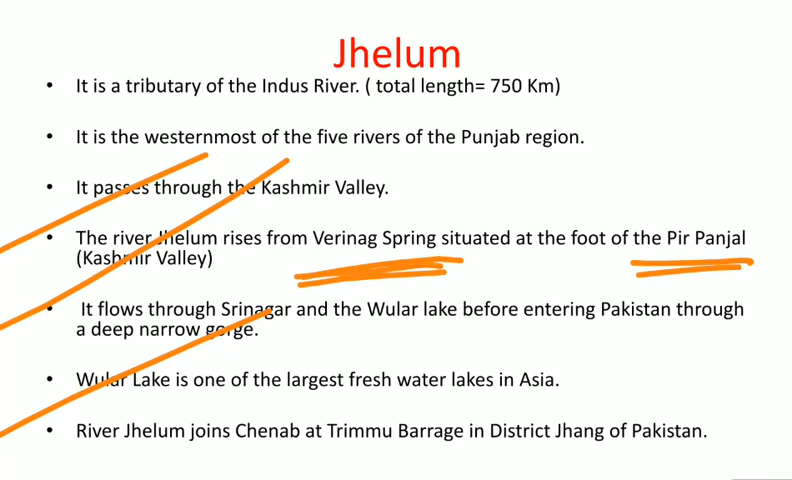 Jhelum
• It is a tributary of the Indus River. ( total length= 750 Km)
• It is the westernmost of the five rivers of the Punjab region.
• It passes through the Kashmir Valley.
• The river Jhelum rises from Verinag Spring situated at the foot of the Pir Panjal
(Kashmir Valley)
• It flows through Srinagar and the Wular lake before entering Pakistan through
a deep narrow gorge.
• Wular Lake is one of the largest fresh water lakes in Asia.
• River Jhelum joins Chenab at Trimmu Barrage in District Jhang of Pakistan.